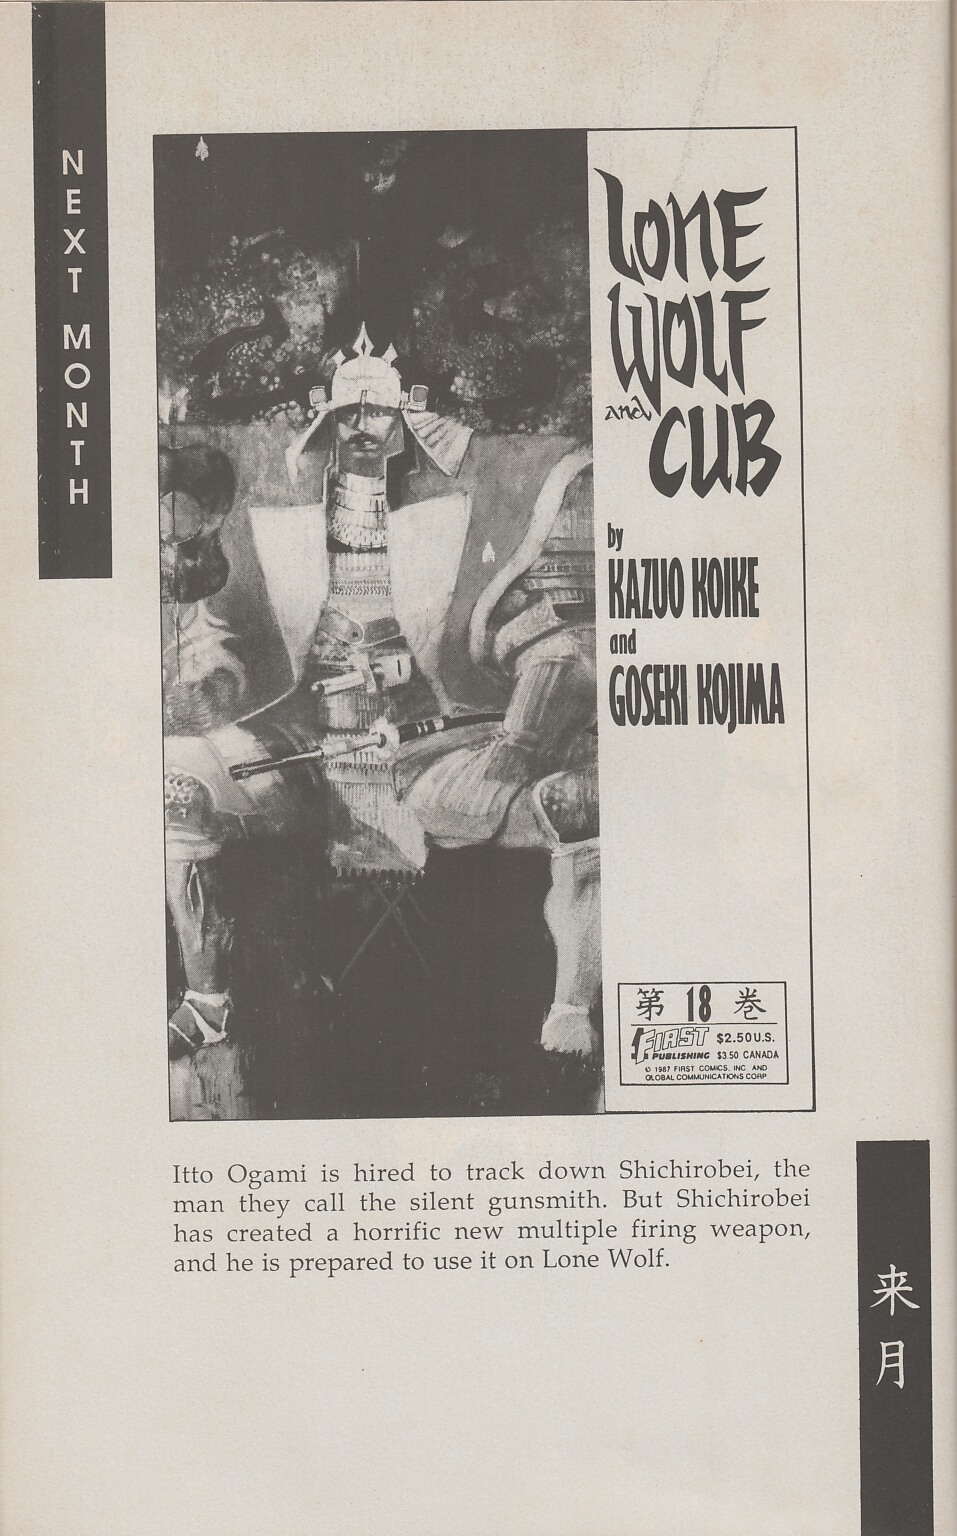 NEXT MONTH
LONE
WOLF
and
CUB
by
KAZUO KOIKE
and
GOSEKI KOJIMA
第 18 巻
FIRST
PUBLISHING
$2.50 U.S.
$3.50 CANADA
© 1987 FIRST COMICS, INC AND
GLOBAL COMMUNICATIONS CORP
Itto Ogami is hired to track down Shichirobei, the
man they call the silent gunsmith. But Shichirobei
has created a horrific new multiple firing weapon,
and he is prepared to use it on Lone Wolf.
来月